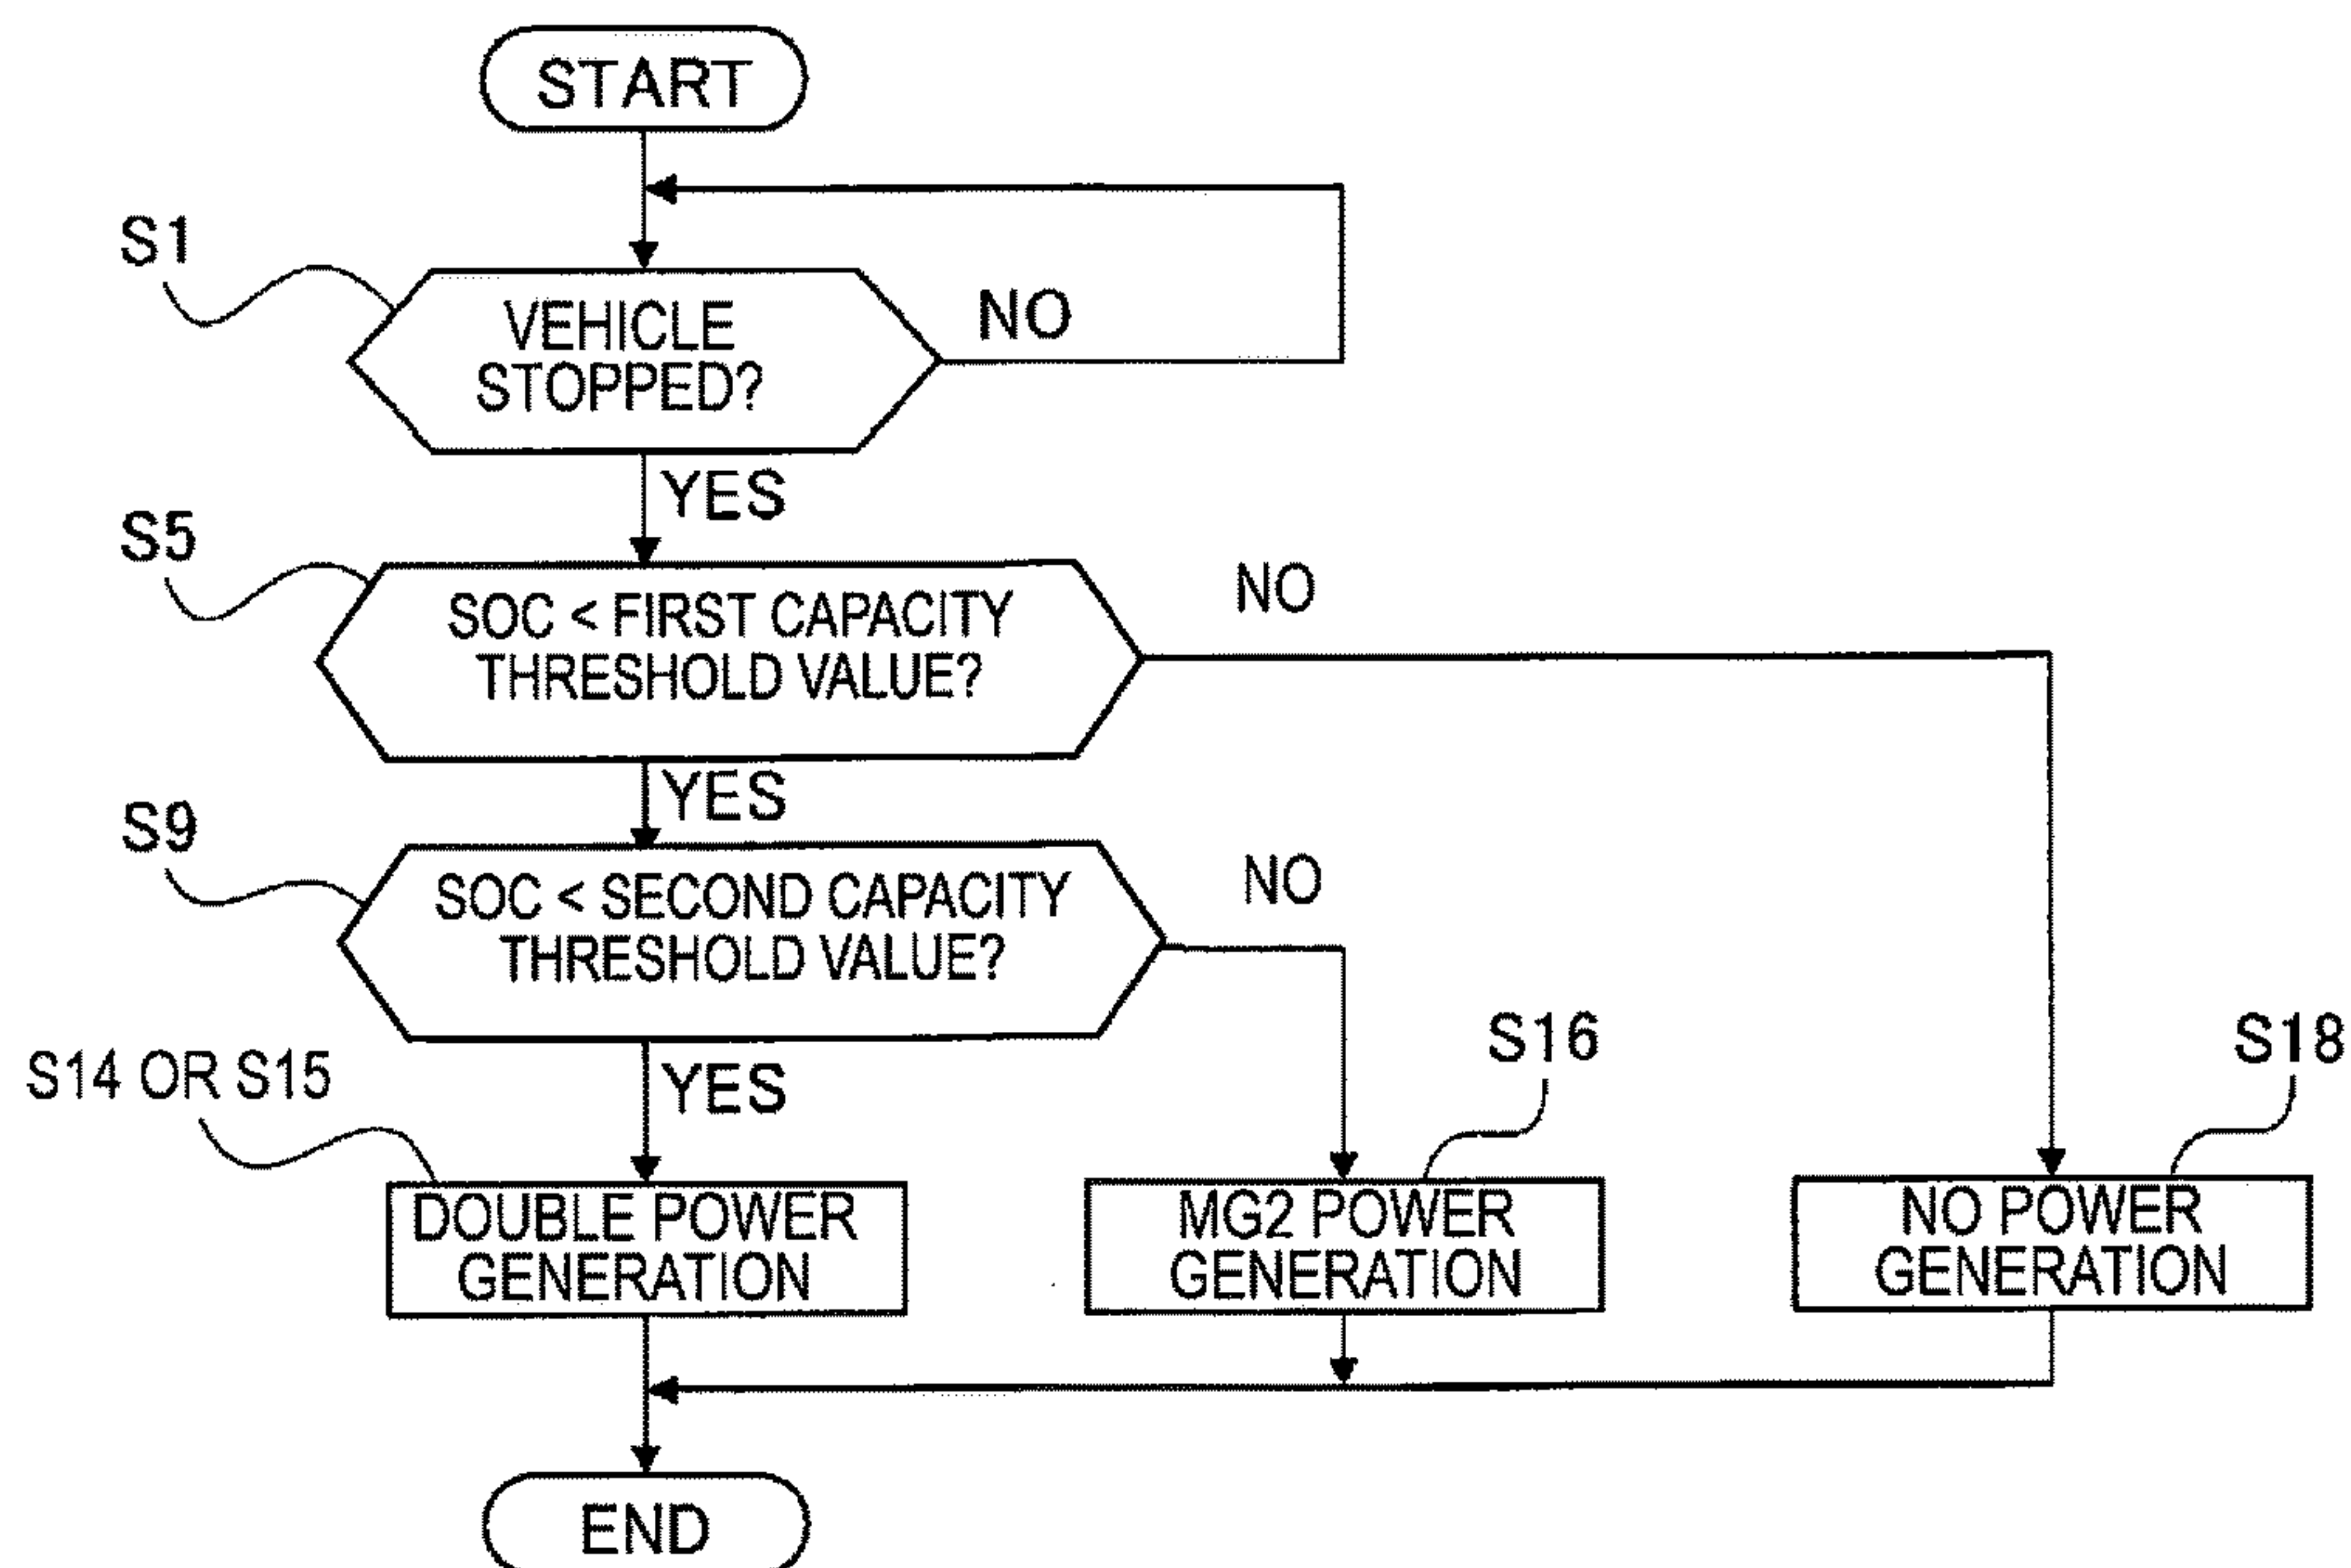 START
S1
VEHICLE
STOPPED?
NO
YES
S5
SOC < FIRST CAPACITY
THRESHOLD VALUE?
NO
YES
S9
SOC < SECOND CAPACITY
THRESHOLD VALUE?
NO
S14 OR S15
YES
S16
S18
DOUBLE POWER
GENERATION
MG2 POWER
GENERATION
NO POWER
GENERATION
END